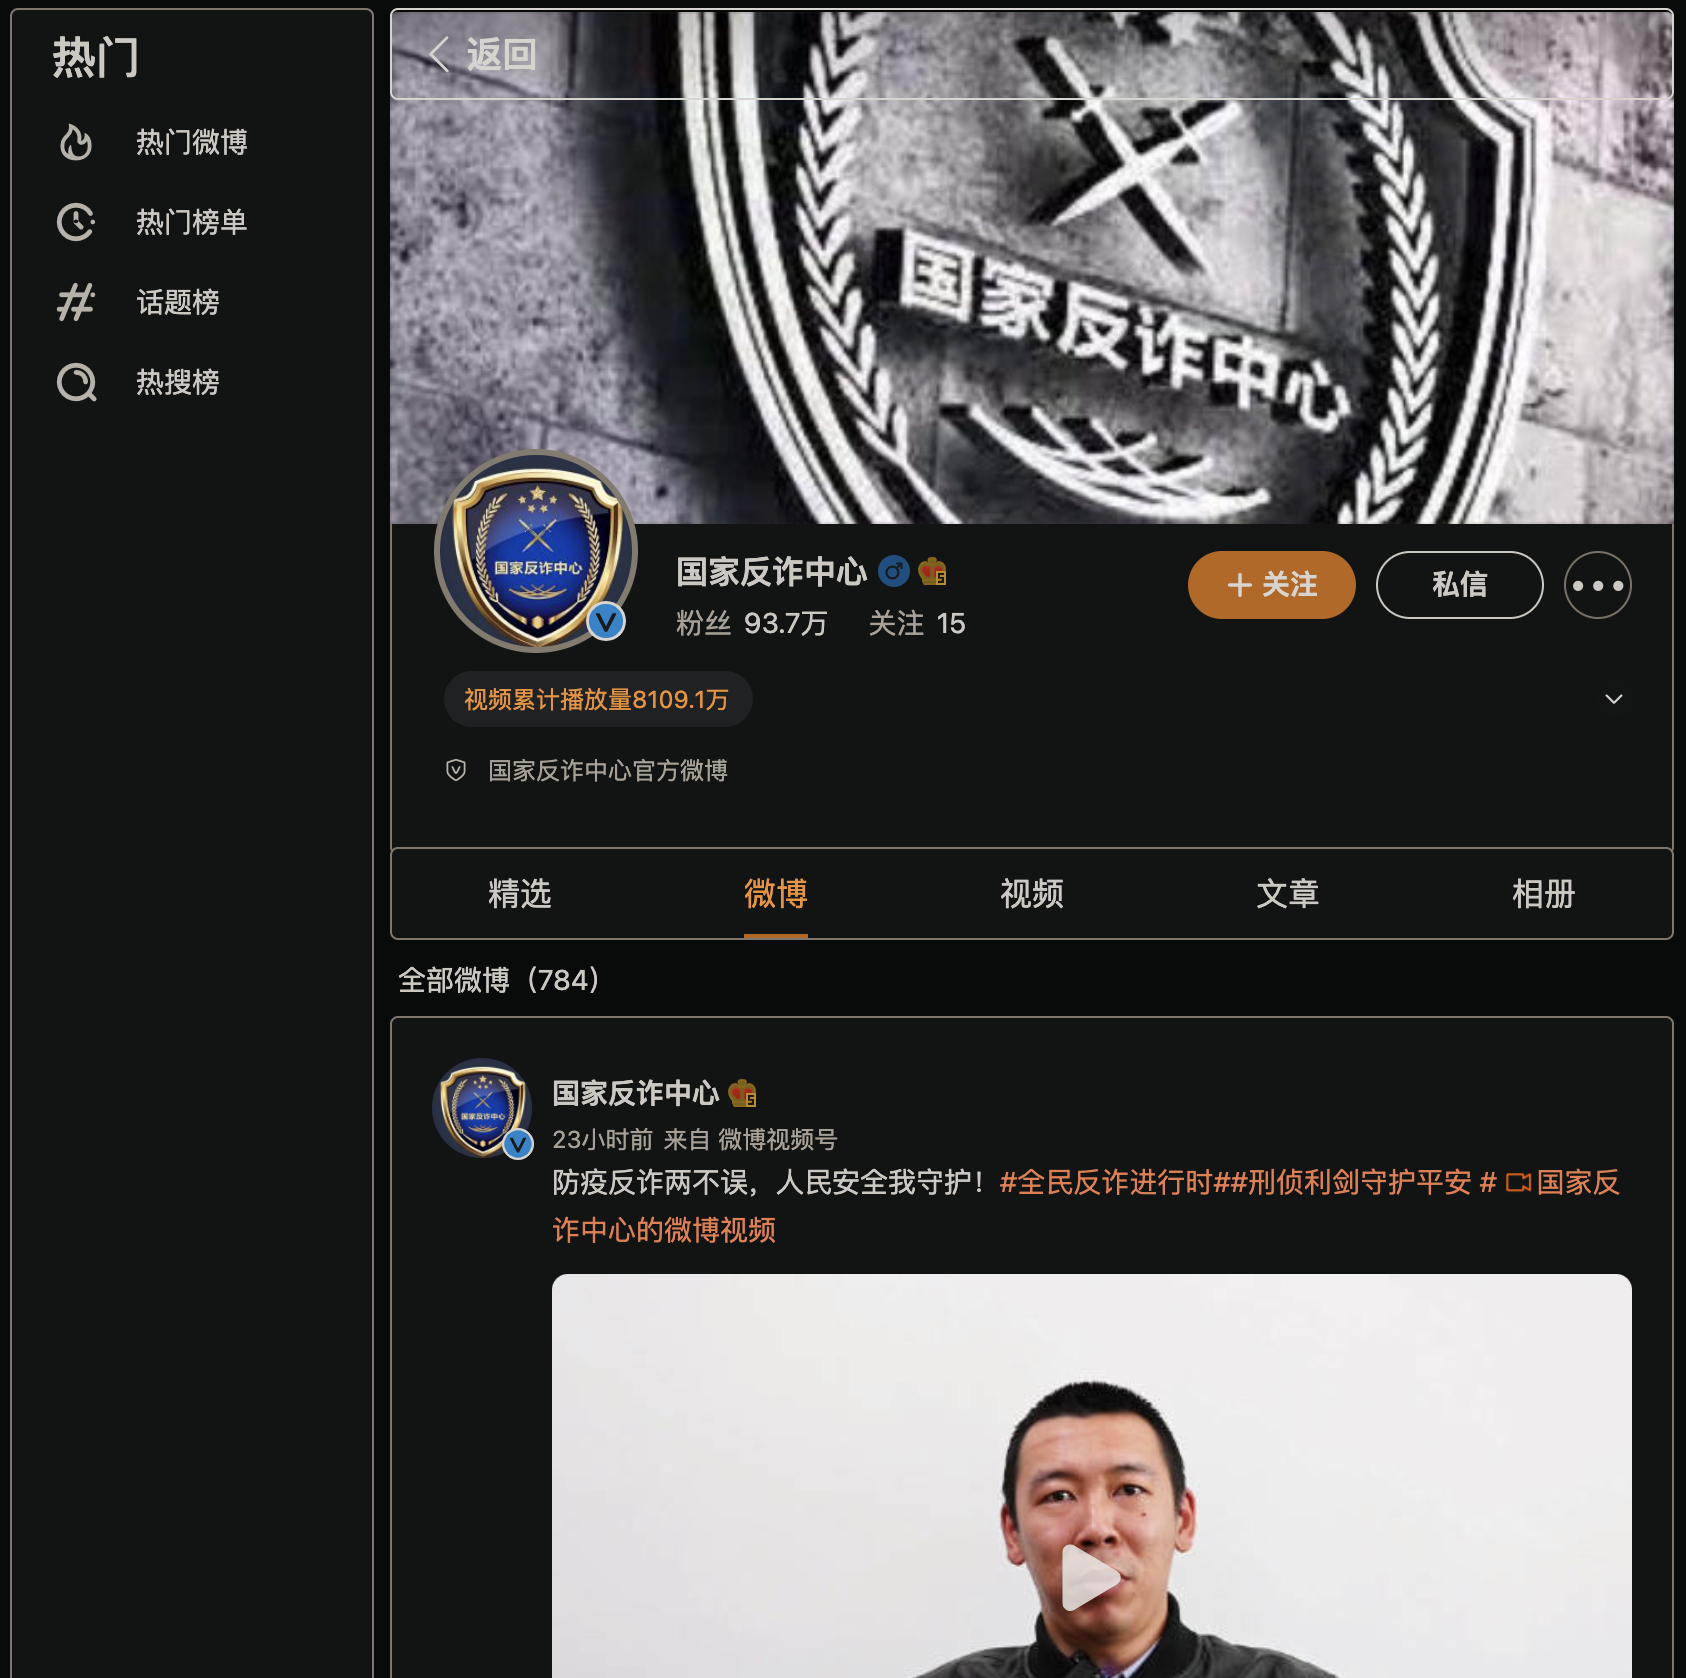 热门
热门微博
热门榜单
话题榜
热搜榜
返回
国家反诈中心
国家反诈中心
国家反诈中心
粉丝 93.7万 关注 15
+ 关注
私信
视频累计播放量8109.1万
国家反诈中心官方微博
精选 微博 视频 文章 相册
全部微博（784）
国家反诈中心
国家反诈中心
23小时前 来自 微博视频号
防疫反诈两不误，人民安全我守护！#全民反诈进行时##刑侦利剑守护平安 # 国家反
诈中心的微博视频